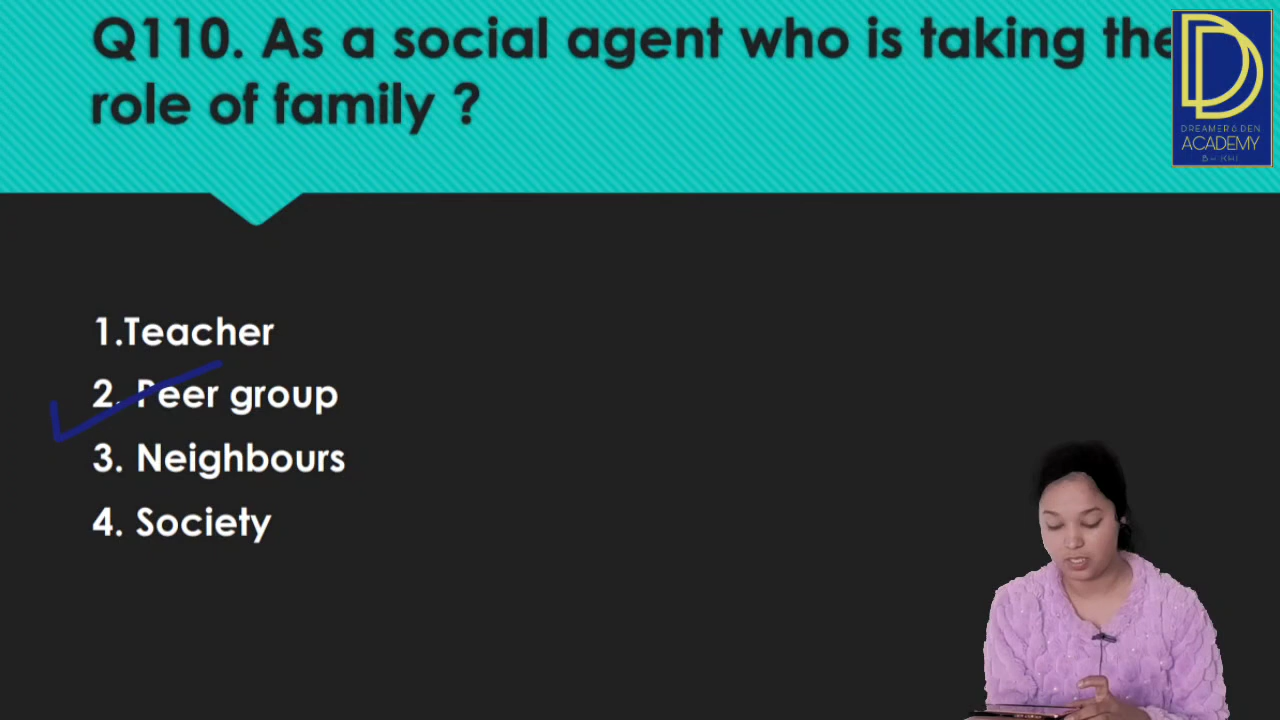 Q110. As a social agent who is taking the
role of family ?
DREAMER DEN
ACADEMY
1.Teacher
2. Peer group
3. Neighbours
4. Society